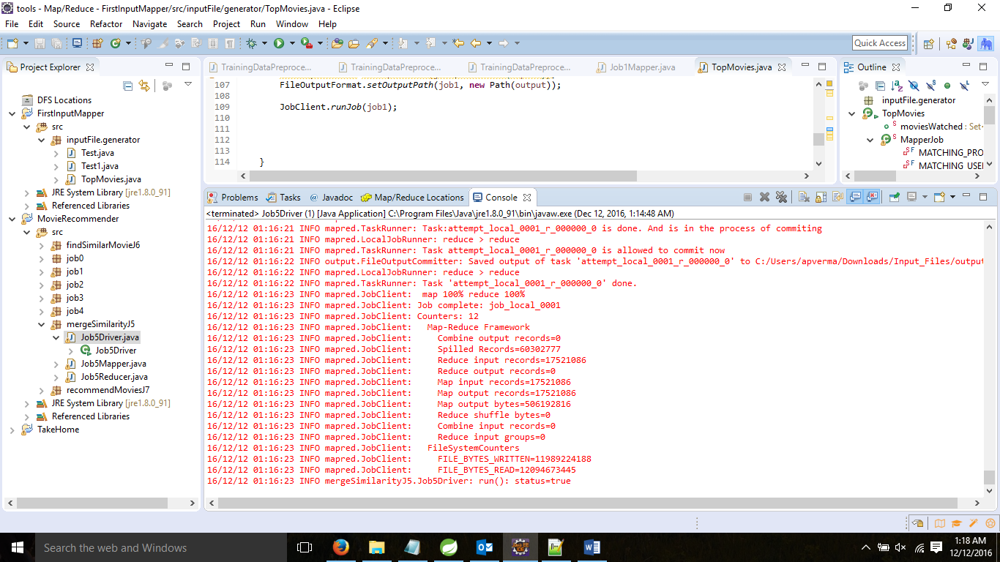 tools - Map/Reduce - FirstInputMapper/src/inputFile/generator/TopMovies.java - Eclipse
File Edit Source Refactor Navigate Search Project Run Window Help
Quick Access
Project Explorer
DFS Locations
FirstInputMapper
src
inputFile.generator
Test.java
Test1.java
TopMovies.java
JRE System Library [jre1.8.0_91]
Referenced Libraries
MovieRecommender
src
findSimilarMovieJ6
job0
job1
job2
job3
job4
mergeSimilarityJ5
Job5Driver.java
Job5Driver
Job5Mapper.java
Job5Reducer.java
recommendMoviesJ7
JRE System Library [jre1.8.0_91]
Referenced Libraries
TakeHome
TrainingDataPreproce... TrainingDataPreproce... TrainingDataPreproce... Job1Mapper.java TopMovies.java
107 FileOutputFormat.setOutputPath(job1, new Path(output));
108
109 JobClient.runJob(job1);
110
111
112
113
114 }
Outline
inputFile.generator
TopMovies
moviesWatched : Set
MapperJob
MATCHING_PRO
MATCHING_USE
Problems Tasks Javadoc Map/Reduce Locations Console
<terminated> Job5Driver (1) [Java Application] C:\Program Files\Java\jre1.8.0_91\bin\javaw.exe (Dec 12, 2016, 1:14:48 AM)
16/12/12 01:16:21 INFO mapred.TaskRunner: Task:attempt_local_0001_r_000000_0 is done. And is in the process of commiting
16/12/12 01:16:21 INFO mapred.LocalJobRunner: reduce > reduce
16/12/12 01:16:21 INFO mapred.TaskRunner: Task attempt_local_0001_r_000000_0 is allowed to commit now
16/12/12 01:16:22 INFO output.FileOutputCommitter: Saved output of task 'attempt_local_0001_r_000000_0' to C:/Users/apverma/Downloads/Input_Files/output
16/12/12 01:16:22 INFO mapred.LocalJobRunner: reduce > reduce
16/12/12 01:16:22 INFO mapred.TaskRunner: Task 'attempt_local_0001_r_000000_0' done.
16/12/12 01:16:23 INFO mapred.JobClient:  map 100% reduce 100%
16/12/12 01:16:23 INFO mapred.JobClient: Job complete: job_local_0001
16/12/12 01:16:23 INFO mapred.JobClient: Counters: 12
16/12/12 01:16:23 INFO mapred.JobClient:   Map-Reduce Framework
16/12/12 01:16:23 INFO mapred.JobClient:     Combine output records=0
16/12/12 01:16:23 INFO mapred.JobClient:     Spilled Records=60302777
16/12/12 01:16:23 INFO mapred.JobClient:     Reduce input records=17521086
16/12/12 01:16:23 INFO mapred.JobClient:     Reduce output records=0
16/12/12 01:16:23 INFO mapred.JobClient:     Map input records=17521086
16/12/12 01:16:23 INFO mapred.JobClient:     Map output records=17521086
16/12/12 01:16:23 INFO mapred.JobClient:     Map output bytes=506192816
16/12/12 01:16:23 INFO mapred.JobClient:     Reduce shuffle bytes=0
16/12/12 01:16:23 INFO mapred.JobClient:     Combine input records=0
16/12/12 01:16:23 INFO mapred.JobClient:     Reduce input groups=0
16/12/12 01:16:23 INFO mapred.JobClient:   FileSystemCounters
16/12/12 01:16:23 INFO mapred.JobClient:     FILE_BYTES_WRITTEN=11989224188
16/12/12 01:16:23 INFO mapred.JobClient:     FILE_BYTES_READ=12094673445
16/12/12 01:16:23 INFO mergeSimilarityJ5.Job5Driver: run(): status=true
Search the web and Windows
1:18 AM
12/12/2016